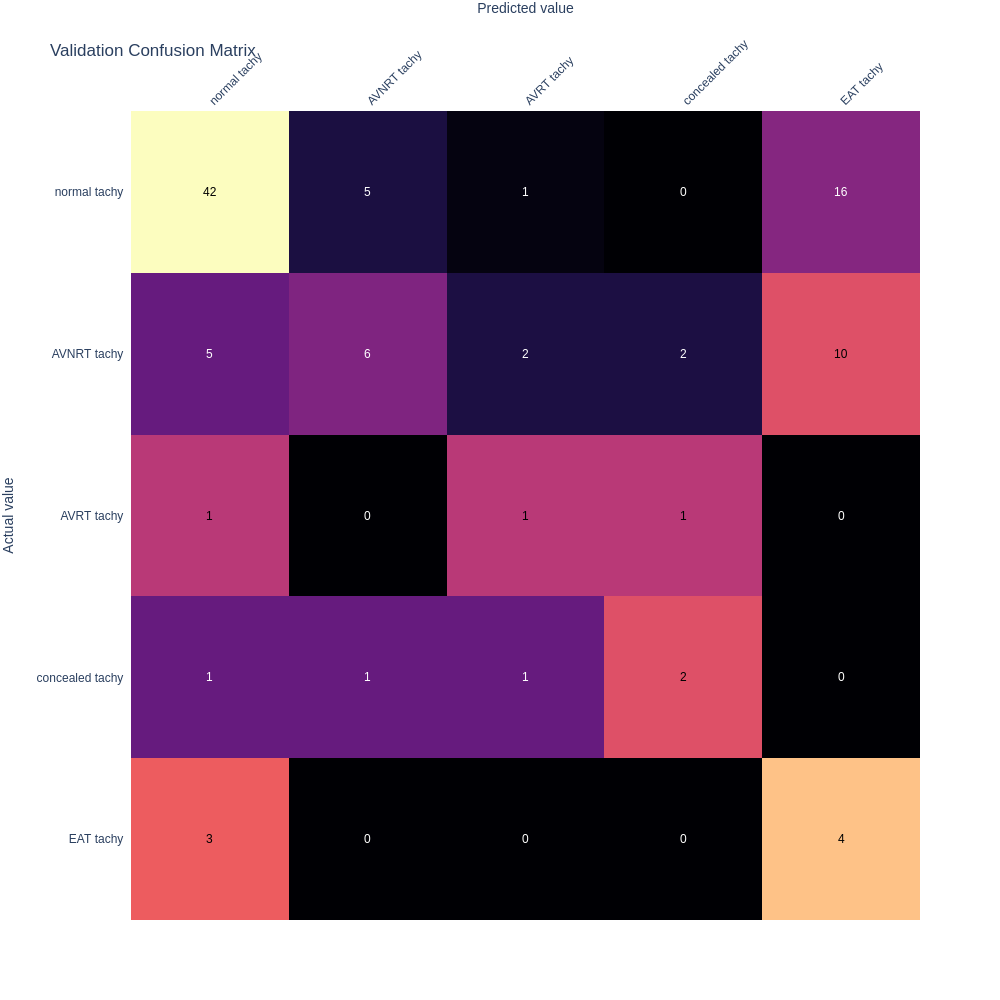 Predicted value
Validation Confusion Matrix
normal tachy
AVNRT tachy
AVRT tachy
concealed tachy
EAT tachy
normal tachy 42 5 1 0 16
AVNRT tachy 5 6 2 2 10
AVRT tachy 1 0 1 1 0
concealed tachy 1 1 1 2 0
EAT tachy 3 0 0 0 4
Actual value